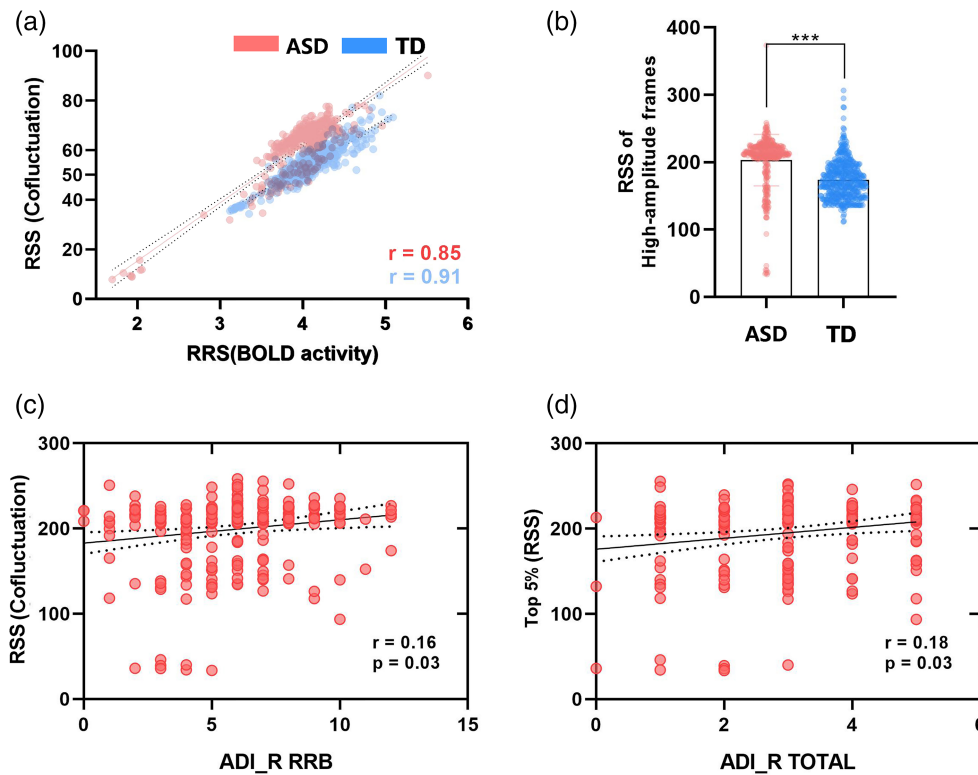 (a)
ASD TD
RSS (Cofluctuation)
100
80
60
50
40
20
0
r = 0.85
r = 0.91
2 3 4 5 6
RRS(BOLD activity)
(b)
***
RSS of
High-amplitude frames
400
300
200
100
0
ASD TD
(c)
RSS (Cofluctuation)
300
200
100
0
r = 0.16
p = 0.03
0 5 10 15
ADI_R RRB
(d)
Top 5% (RSS)
300
200
100
0
r = 0.18
p = 0.03
0 2 4
ADI_R TOTAL